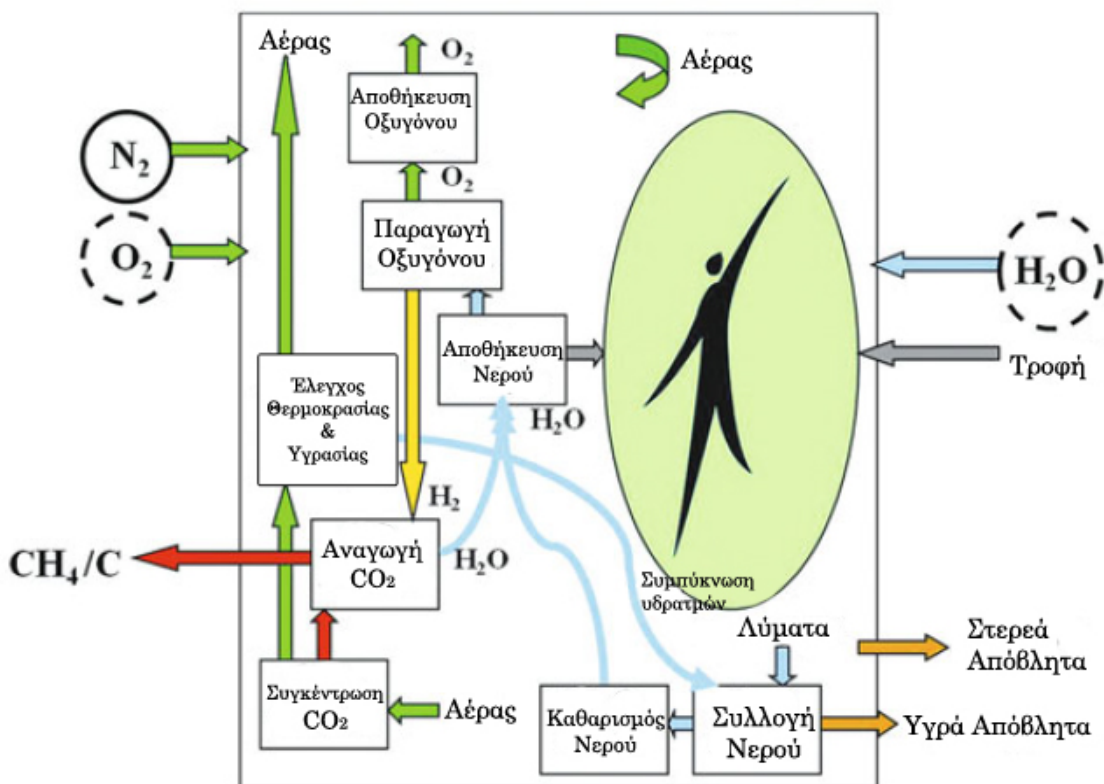 Αέρας
O₂
Αέρας
Αποθήκευση
Οξυγόνου
N₂
O₂
Παραγωγή
Οξυγόνου
O₂
H₂O
Αποθήκευση
Νερού
Τροφή
Έλεγχος
Θερμοκρασίας
&
Υγρασίας
H₂O
H₂
CH₄/C
Αναγωγή
CO₂
H₂O
Συμπύκνωση
υδρατμών
Λύματα
Στερεά
Απόβλητα
Συγκέντρωση
CO₂
Αέρας
Καθαρισμός
Νερού
Συλλογή
Νερού
Υγρά Απόβλητα